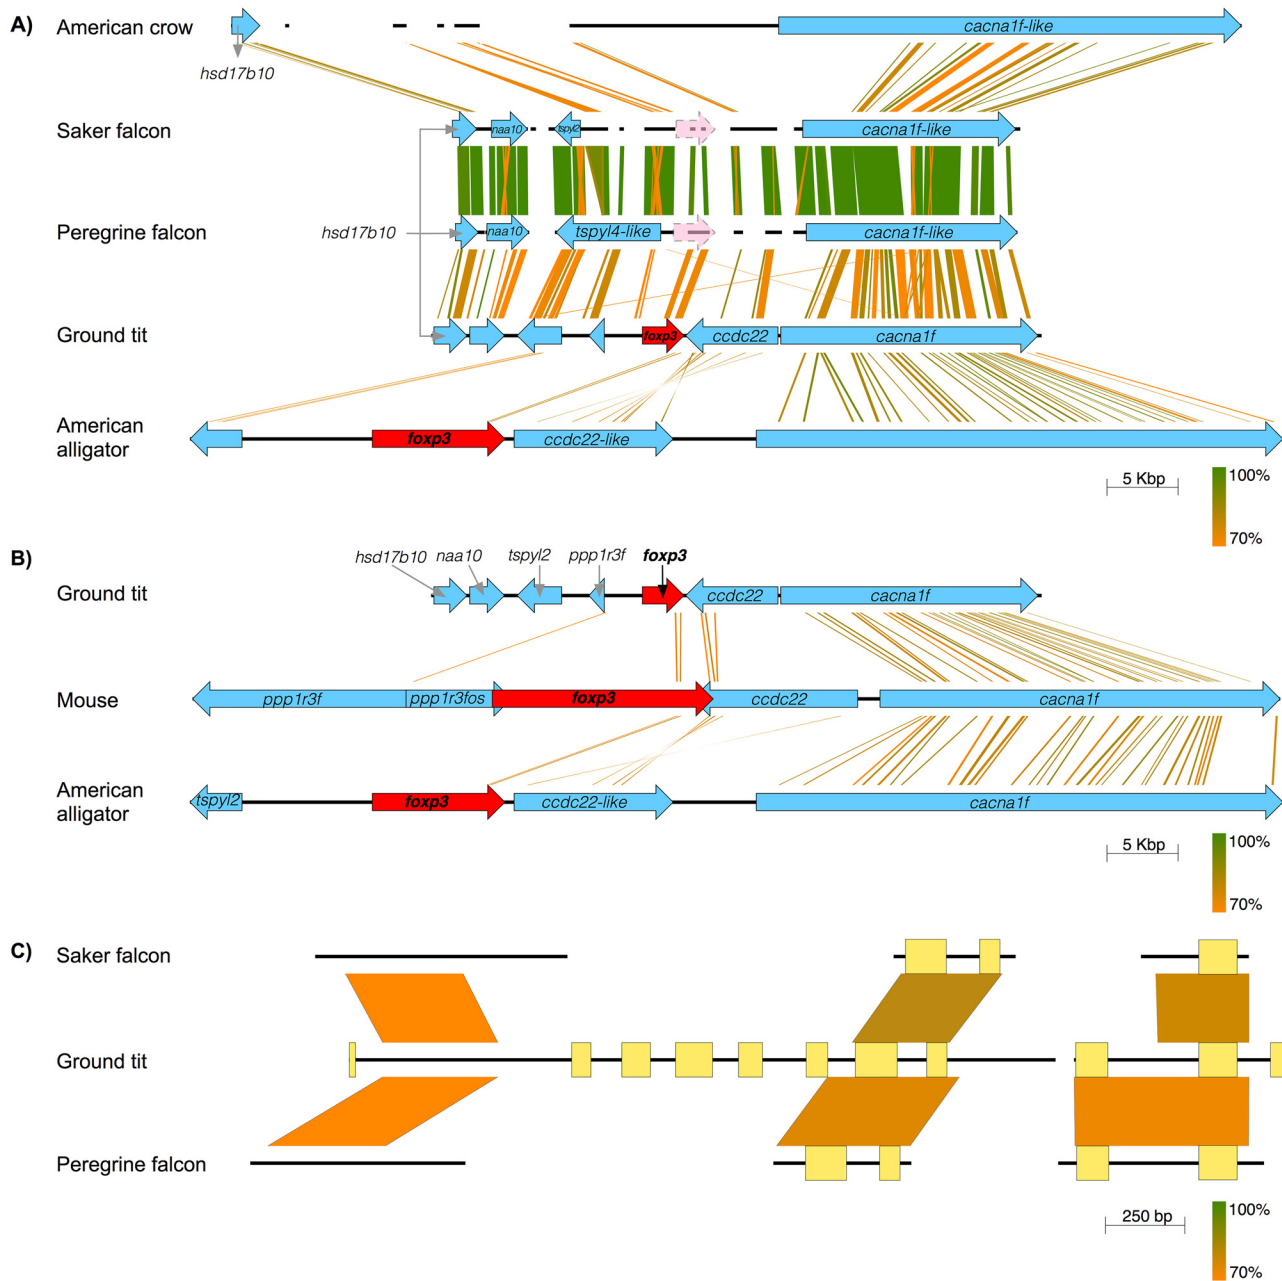 A)
American crow
cacna1f-like
hsd17b10
Saker falcon
naa10
tspyl2
cacna1f-like
Peregrine falcon
hsd17b10
naa10
tspyl4-like
cacna1f-like
Ground tit
foxp3
ccdc22
cacna1f
American
alligator
foxp3
ccdc22-like
5 Kbp
100%
70%
B)
hsd17b10
naa10
tspyl2
ppp1r3f
foxp3
Ground tit
ccdc22
cacna1f
Mouse
ppp1r3f
ppp1r3fos
foxp3
ccdc22
cacna1f
American
alligator
tspyl2
foxp3
ccdc22-like
cacna1f
5 Kbp
100%
70%
C)
Saker falcon
Ground tit
Peregrine falcon
250 bp
100%
70%